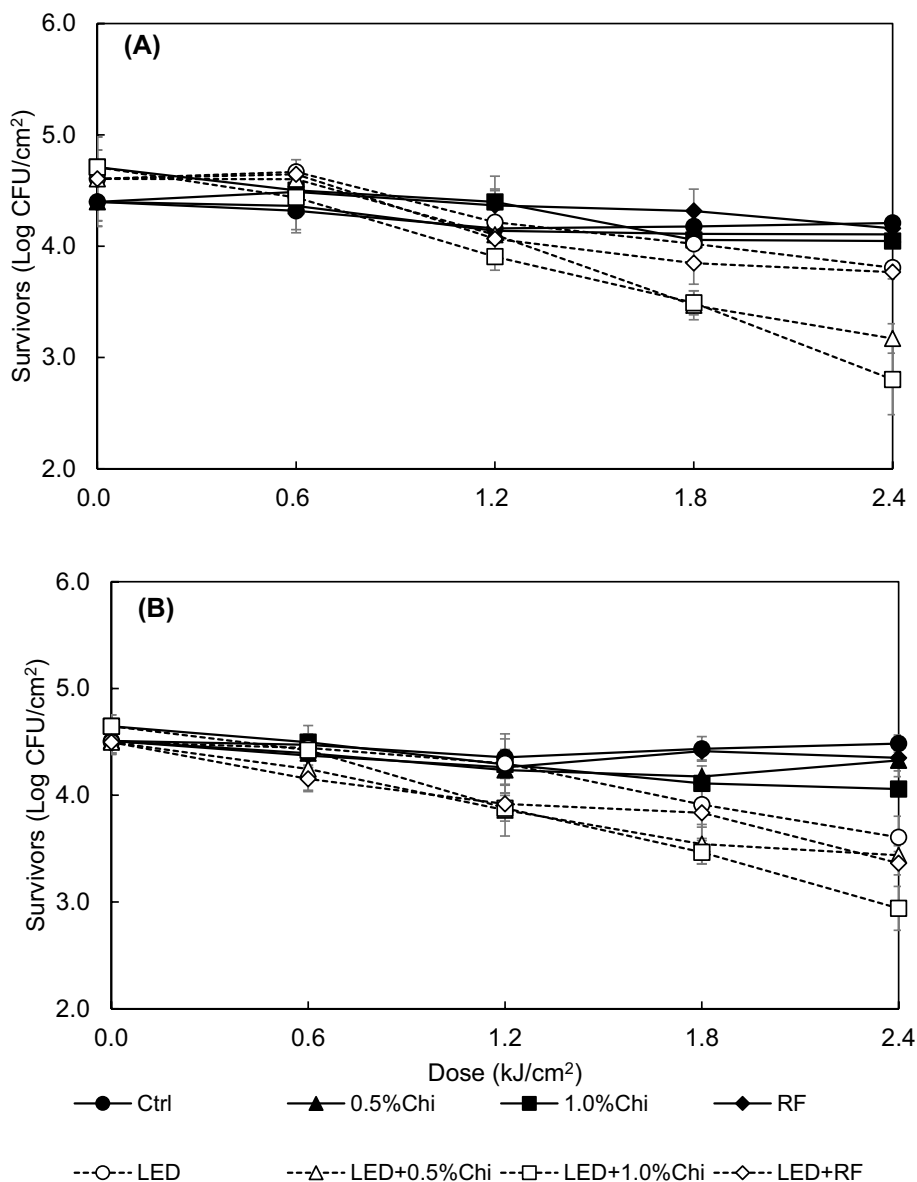 6.0
(A)
5.0
4.0
3.0
2.0
Survivors (Log CFU/cm²)
0.0 0.6 1.2 1.8 2.4
6.0
(B)
5.0
4.0
3.0
2.0
Survivors (Log CFU/cm²)
0.0 0.6 1.2 1.8 2.4
Dose (kJ/cm²)
Ctrl 0.5%Chi 1.0%Chi RF
LED LED+0.5%Chi LED+1.0%Chi LED+RF